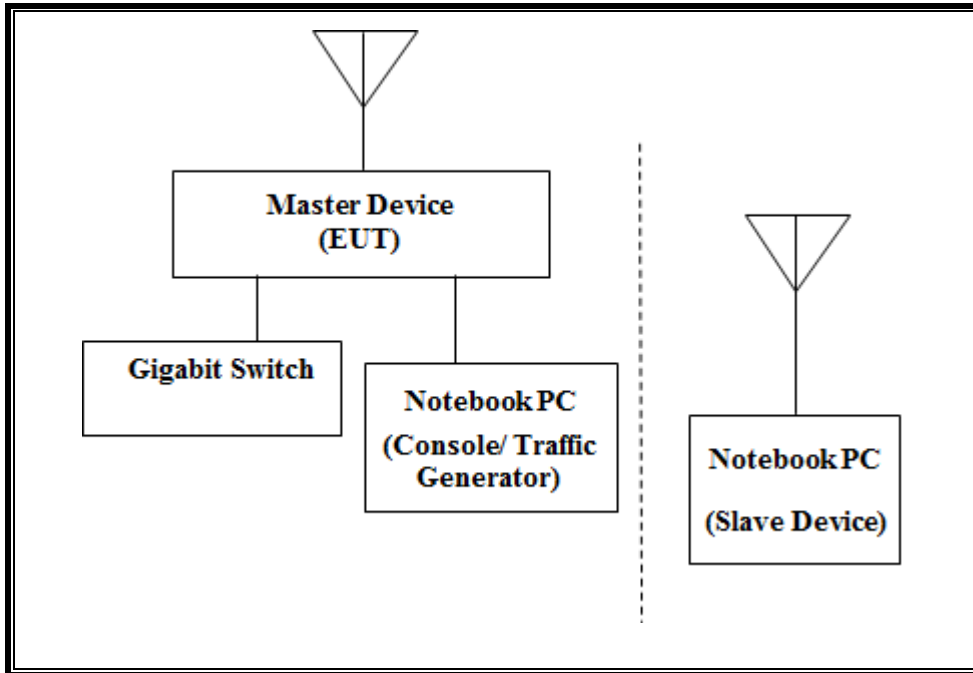 Master Device
(EUT)
Gigabit Switch
Notebook PC
(Console/ Traffic
Generator)
Notebook PC
(Slave Device)